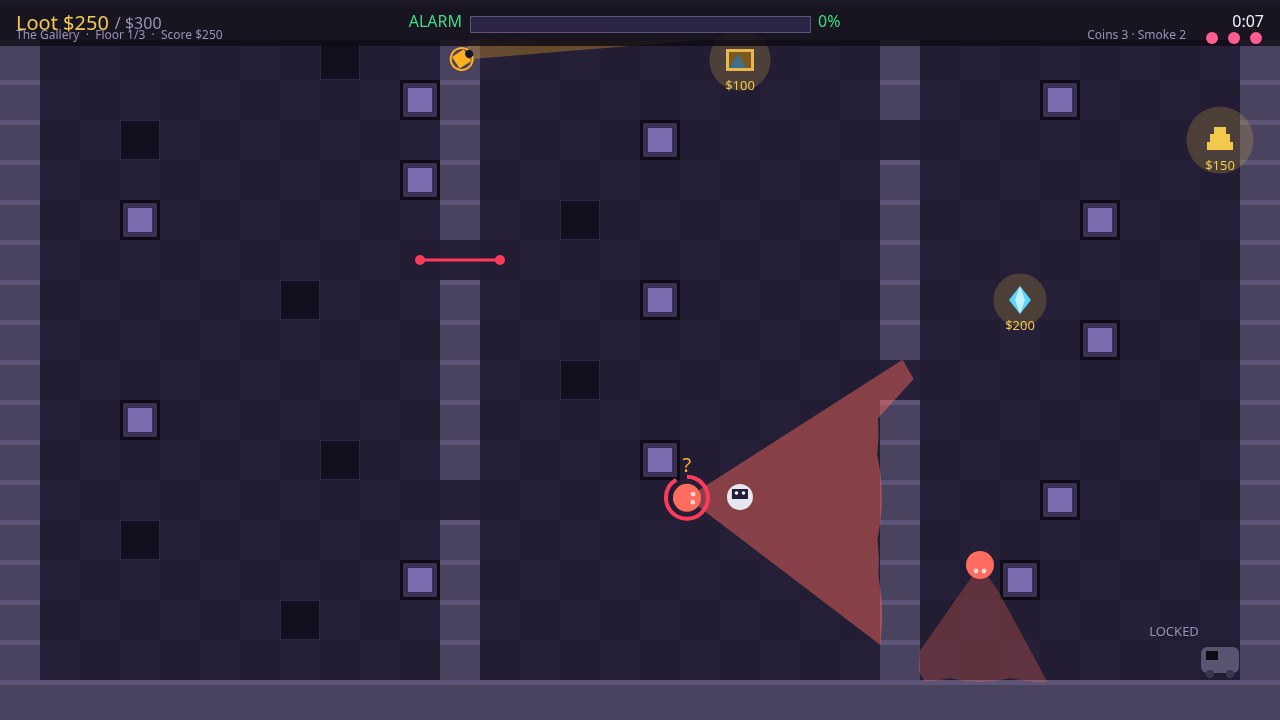 Loot $250 / $300
ALARM
0%
0:07
The Gallery · Floor 1/3 · Score $250
Coins 3 · Smoke 2
$100
$150
$200
?
LOCKED